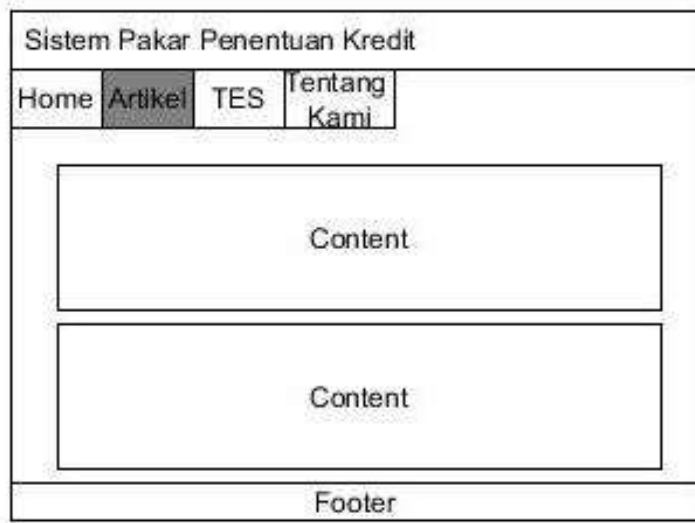 Sistem Pakar Penentuan Kredit
Home Artikel TES Tentang
Kami
Content
Content
Footer